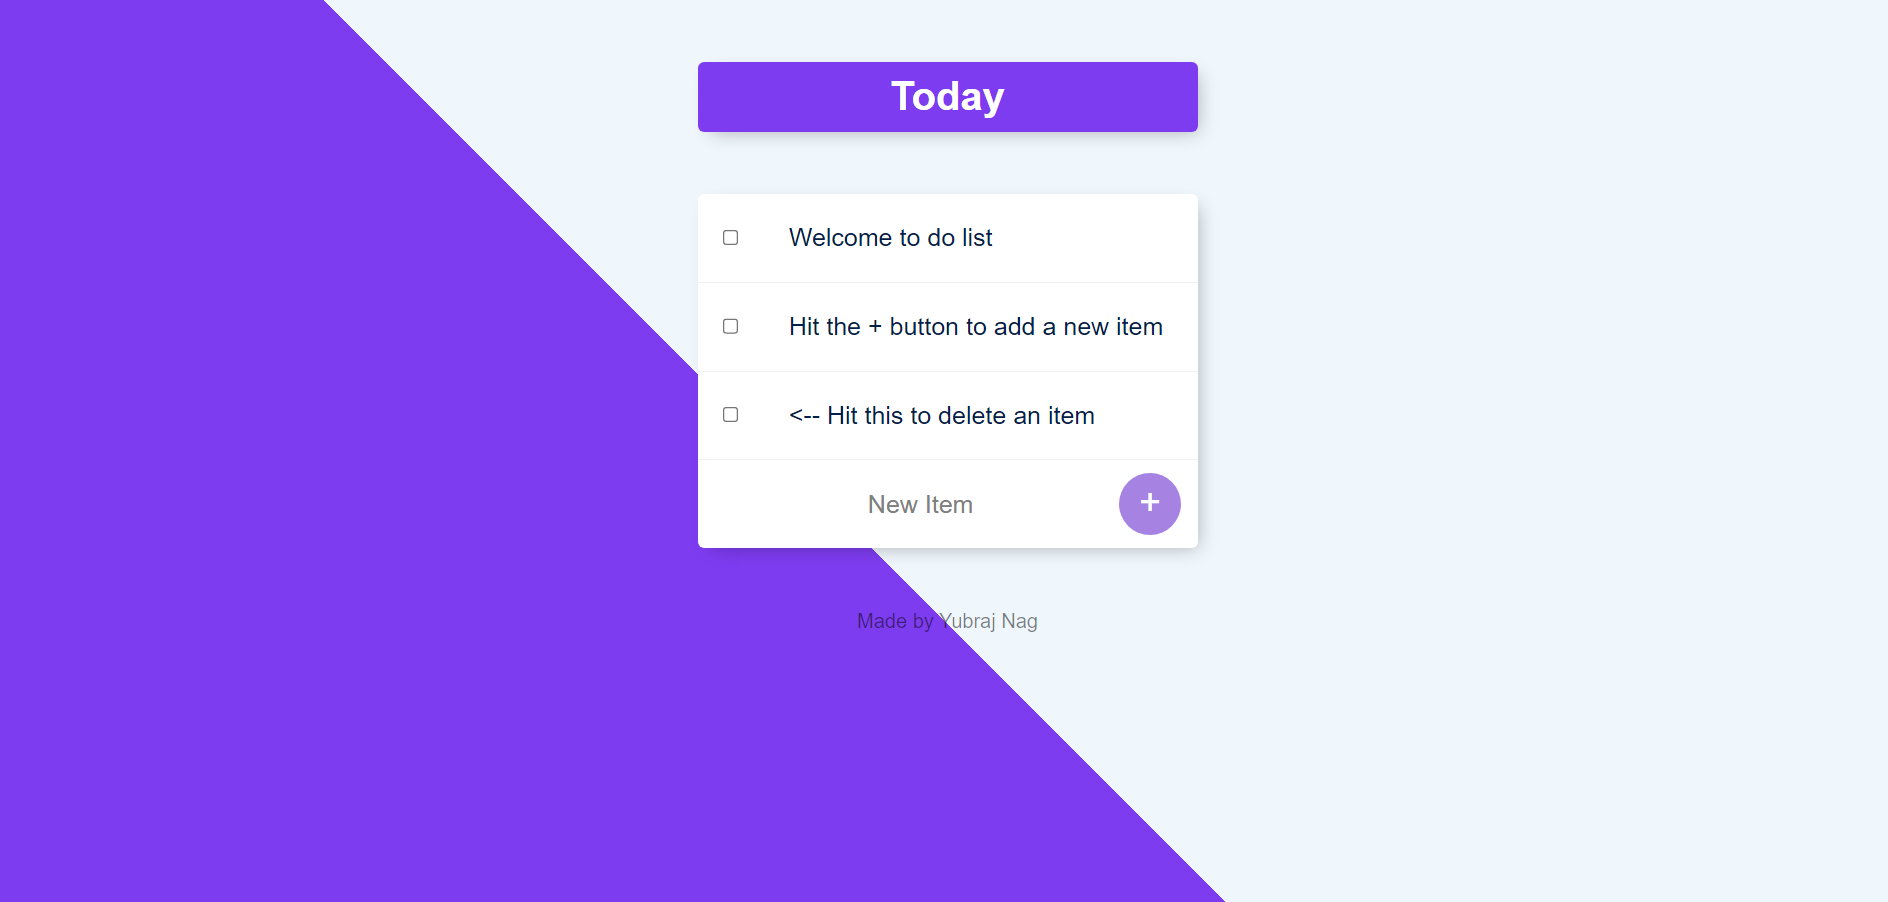 Today
Welcome to do list
Hit the + button to add a new item
<-- Hit this to delete an item
New Item
+
Made by Yubraj Nag